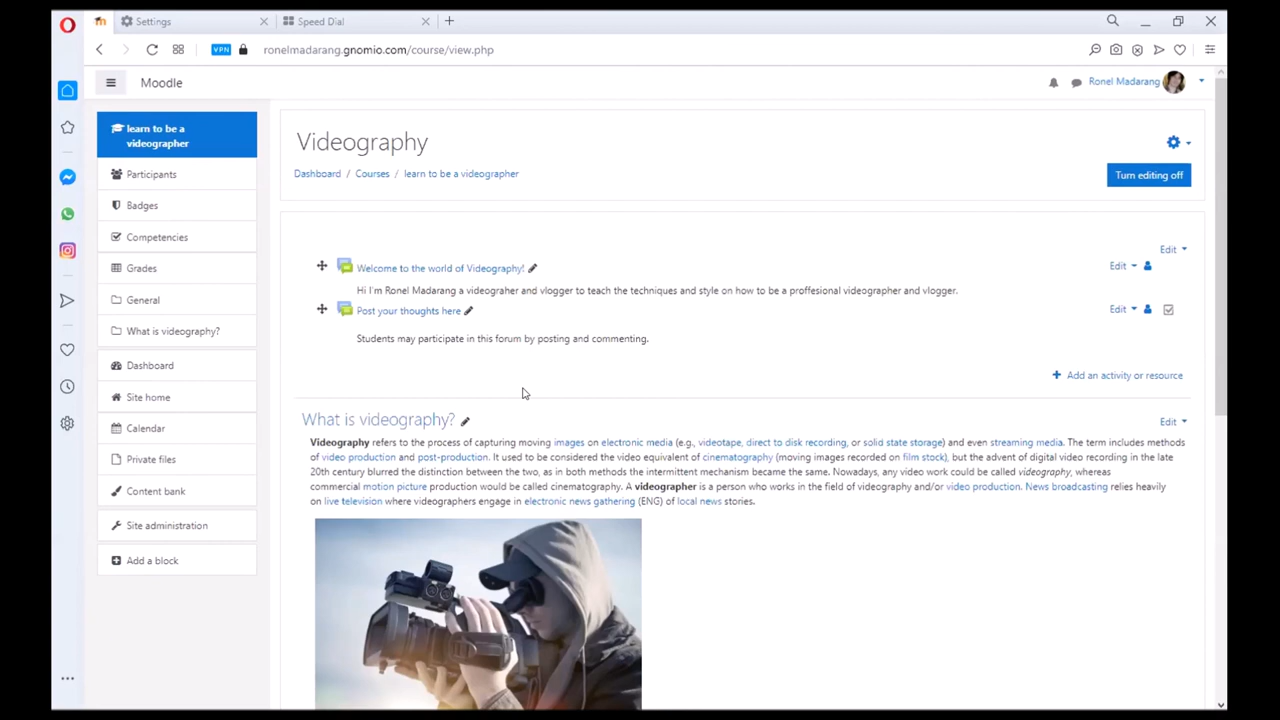 Settings
Speed Dial
VPN
ronelmadarang.gnomio.com/course/view.php
Moodle
Ronel Madarang
learn to be a
videographer
Participants
Badges
Competencies
Grades
General
What is videography?
Dashboard
Site home
Calendar
Private files
Content bank
Site administration
Add a block
Videography
Dashboard / Courses / learn to be a videographer
Turn editing off
Edit
Welcome to the world of Videography!
Edit
Hi I'm Ronel Madarang a videograher and vlogger to teach the techniques and style on how to be a proffesional videographer and vlogger.
Post your thoughts here
Edit
Students may participate in this forum by posting and commenting.
+ Add an activity or resource
What is videography?
Edit
Videography refers to the process of capturing moving images on electronic media (e.g., videotape, direct to disk recording, or solid state storage) and even streaming media. The term includes methods
of video production and post-production. It used to be considered the video equivalent of cinematography (moving images recorded on film stock), but the advent of digital video recording in the late
20th century blurred the distinction between the two, as in both methods the intermittent mechanism became the same. Nowadays, any video work could be called videography, whereas
commercial motion picture production would be called cinematography. A videographer is a person who works in the field of videography and/or video production. News broadcasting relies heavily
on live television where videographers engage in electronic news gathering (ENG) of local news stories.